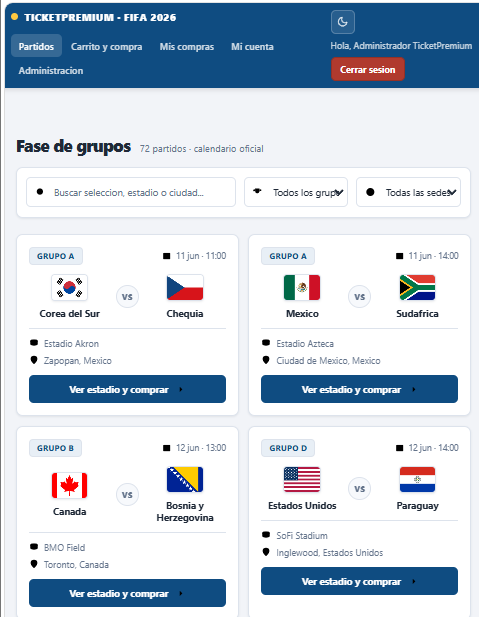 TICKETPREMIUM · FIFA 2026
Partidos Carrito y compra Mis compras Mi cuenta
Administracion
Hola, Administrador TicketPremium
Cerrar sesion
Fase de grupos 72 partidos · calendario oficial
Buscar seleccion, estadio o ciudad...
Todos los grupo
Todas las sedes
GRUPO A 11 jun · 11:00
VS
Corea del Sur Chequia
Estadio Akron
Zapopan, Mexico
Ver estadio y comprar
GRUPO A 11 jun · 14:00
VS
Mexico Sudafrica
Estadio Azteca
Ciudad de Mexico, Mexico
Ver estadio y comprar
GRUPO B 12 jun · 13:00
VS
Canada Bosnia y
Herzegovina
BMO Field
Toronto, Canada
Ver estadio y comprar
GRUPO D 12 jun · 14:00
VS
Estados Unidos Paraguay
SoFi Stadium
Inglewood, Estados Unidos
Ver estadio y comprar